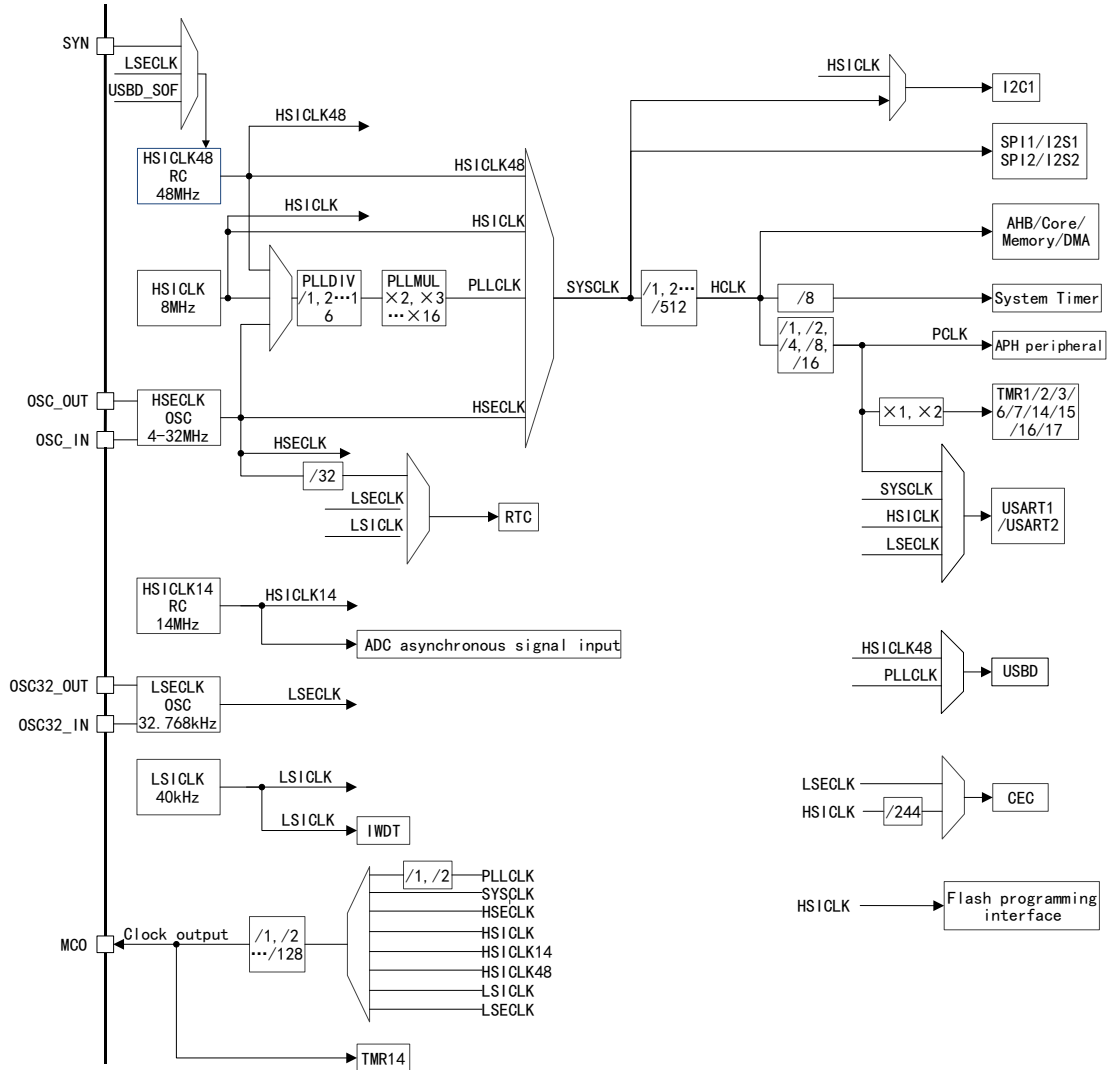 SYN
LSECLK
USBD_SOF
HSICLK48
RC
48MHz
HSICLK48
HSICLK48
HSICLK
HSICLK
HSICLK
8MHz
PLLDIV
/1, 2…1
6
PLLMUL
×2, ×3
…×16
PLLCLK
SYSCLK
/1, 2…
/512
HCLK
HSICLK
I2C1
SPI1/I2S1
SPI2/I2S2
AHB/Core/
Memory/DMA
/8
System Timer
/1, /2
/4, /8,
/16
PCLK
APH peripheral
×1, ×2
TMR1/2/3/
6/7/14/15
/16/17
SYSCLK
HSICLK
LSECLK
USART1
/USART2
OSC_OUT
OSC_IN
HSECLK
OSC
4-32MHz
HSECLK
HSECLK
/32
LSECLK
LSICLK
RTC
HSICLK14
RC
14MHz
HSICLK14
ADC asynchronous signal input
HSICLK48
PLLCLK
USBD
OSC32_OUT
OSC32_IN
LSECLK
OSC
32.768kHz
LSECLK
LSICLK
40kHz
LSICLK
LSICLK
IWDT
LSECLK
HSICLK
/244
CEC
MCO
Clock output
/1, /2
…/128
/1, /2
PLLCLK
SYSCLK
HSECLK
HSICLK
HSICLK14
HSICLK48
LSICLK
LSECLK
TMR14
HSICLK
Flash programming
interface